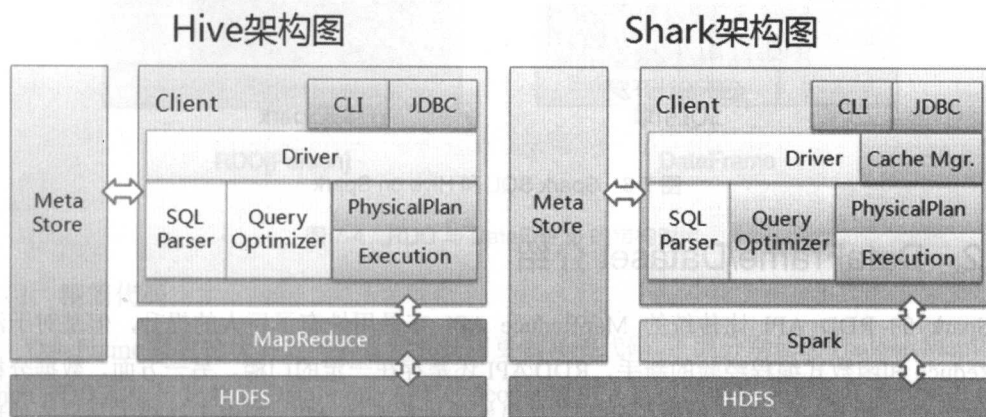 Hive架构图
Client
CLI
JDBC
Driver
Meta
Store
SQL
Parser
Query
Optimizer
PhysicalPlan
Execution
MapReduce
HDFS
Shark架构图
Client
CLI
JDBC
Driver
Cache Mgr.
Meta
Store
SQL
Parser
Query
Optimizer
PhysicalPlan
Execution
Spark
HDFS